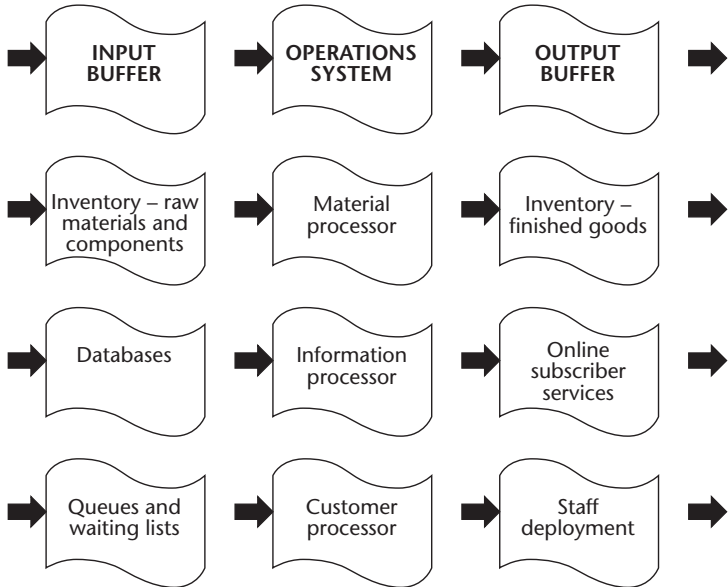 INPUT
BUFFER
OPERATIONS
SYSTEM
OUTPUT
BUFFER
Inventory – raw
materials and
components
Material
processor
Inventory –
finished goods
Databases
Information
processor
Online
subscriber
services
Queues and
waiting lists
Customer
processor
Staff
deployment